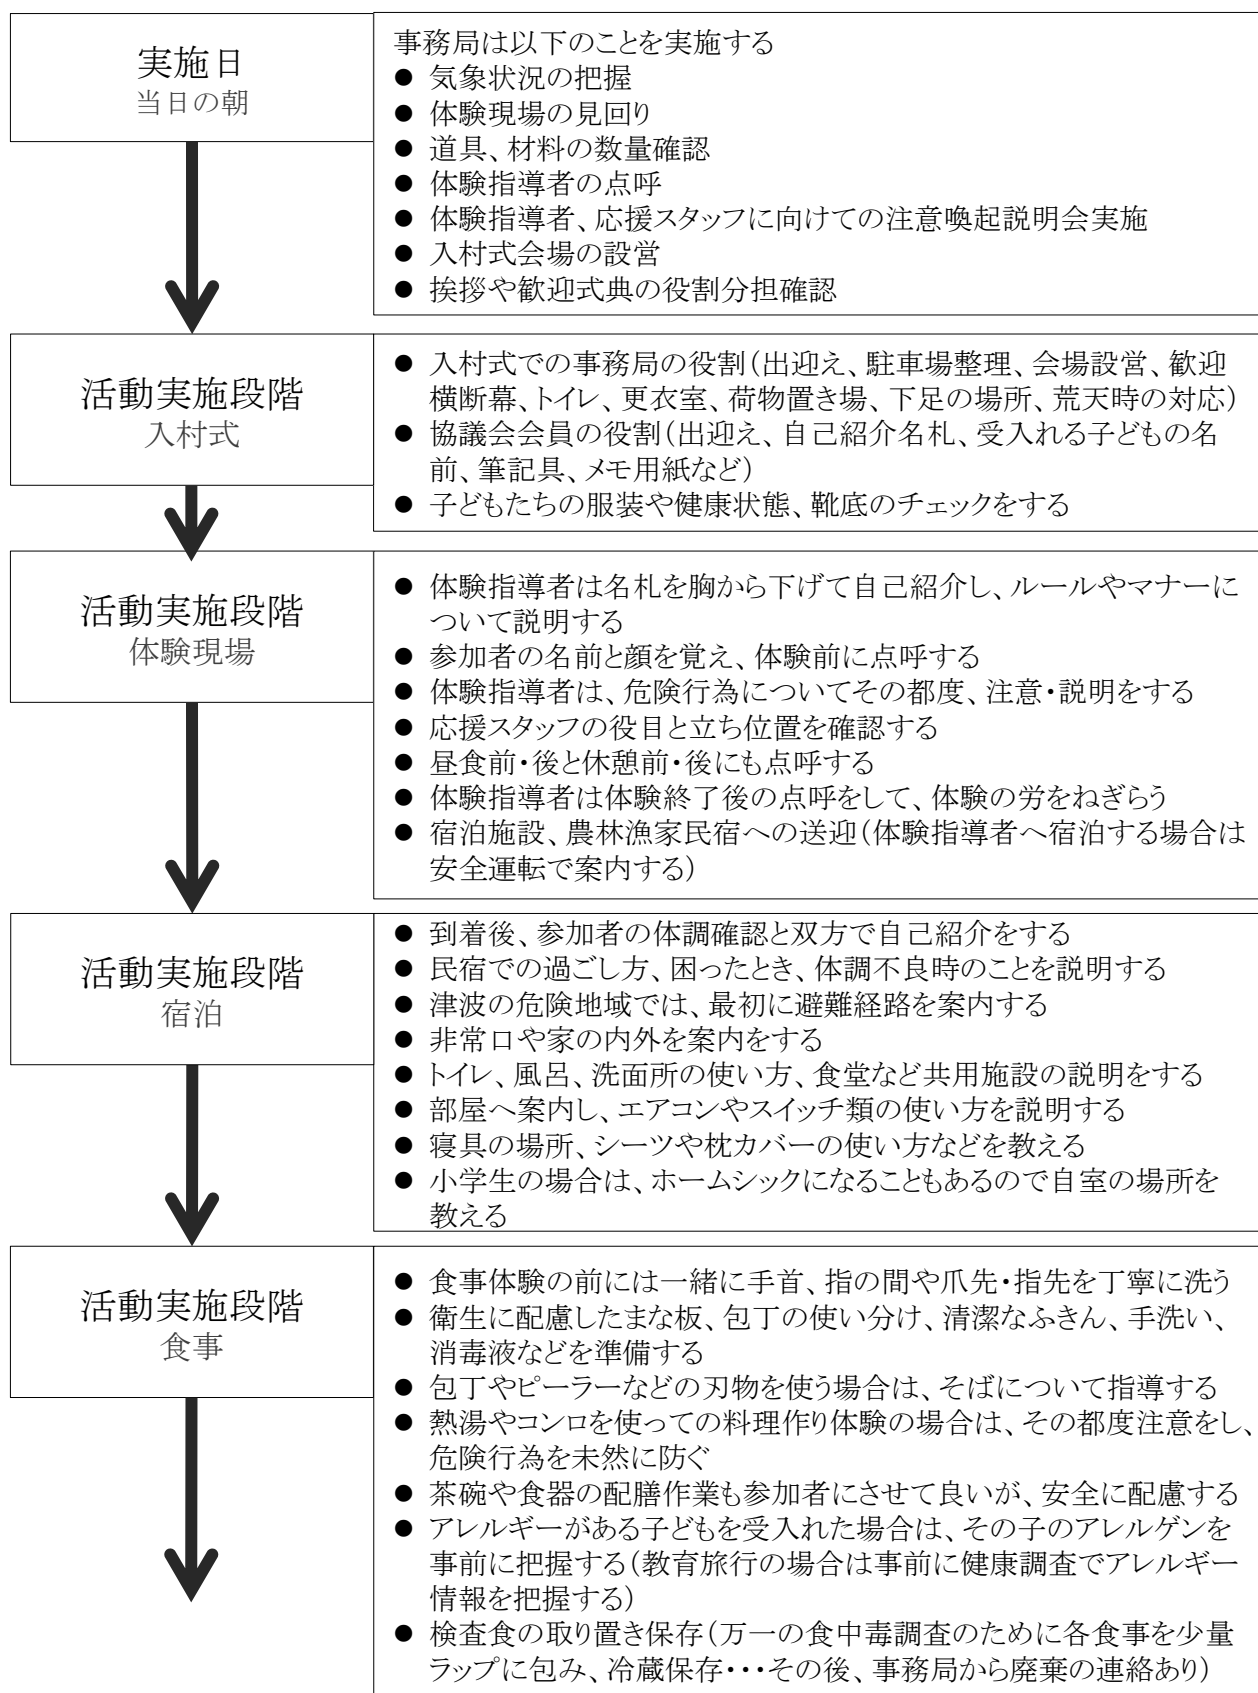 実施日
当日の朝
事務局は以下のことを実施する
● 気象状況の把握
● 体験現場の見回り
● 道具、材料の数量確認
● 体験指導者の点呼
● 体験指導者、応援スタッフに向けての注意喚起説明会実施
● 入村式会場の設営
● 挨拶や歓迎式典の役割分担確認
活動実施段階
入村式
● 入村式での事務局の役割(出迎え、駐車場整理、会場設営、歓迎
横断幕、トイレ、更衣室、荷物置き場、下足の場所、荒天時の対応)
● 協議会会員の役割(出迎え、自己紹介名札、受入れる子どもの名
前、筆記具、メモ用紙など)
● 子どもたちの服装や健康状態、靴底のチェックをする
活動実施段階
体験現場
● 体験指導者は名札を胸から下げて自己紹介し、ルールやマナーに
ついて説明する
● 参加者の名前と顔を覚え、体験前に点呼する
● 体験指導者は、危険行為についてその都度、注意・説明をする
● 応援スタッフの役目と立ち位置を確認する
● 昼食前・後と休憩前・後にも点呼する
● 体験指導者は体験終了後の点呼をして、体験の労をねぎらう
● 宿泊施設、農林漁家民宿への送迎(体験指導者へ宿泊する場合は
安全運転で案内する)
活動実施段階
宿泊
● 到着後、参加者の体調確認と双方で自己紹介をする
● 民宿での過ごし方、困ったとき、体調不良時のことを説明する
● 津波の危険地域では、最初に避難経路を案内する
● 非常口や家の内外を案内をする
● トイレ、風呂、洗面所の使い方、食堂など共用施設の説明をする
● 部屋へ案内し、エアコンやスイッチ類の使い方を説明する
● 寝具の場所、シーツや枕カバーの使い方などを教える
● 小学生の場合は、ホームシックになることもあるので自室の場所を
教える
活動実施段階
食事
● 食事体験の前には一緒に手首、指の間や爪先・指先を丁寧に洗う
● 衛生に配慮したまな板、包丁の使い分け、清潔なふきん、手洗い、
消毒液などを準備する
● 包丁やピーラーなどの刃物を使う場合は、そばについて指導する
● 熱湯やコンロを使っての料理作り体験の場合は、その都度注意をし、
危険行為を未然に防ぐ
● 茶碗や食器の配膳作業も参加者にさせて良いが、安全に配慮する
● アレルギーがある子どもを受入れた場合は、その子のアレルゲンを
事前に把握する(教育旅行の場合は事前に健康調査でアレルギー
情報を把握する)
● 検査食の取り置き保存(万一の食中毒調査のために各食事を少量
ラップに包み、冷蔵保存・・・その後、事務局から廃棄の連絡あり)